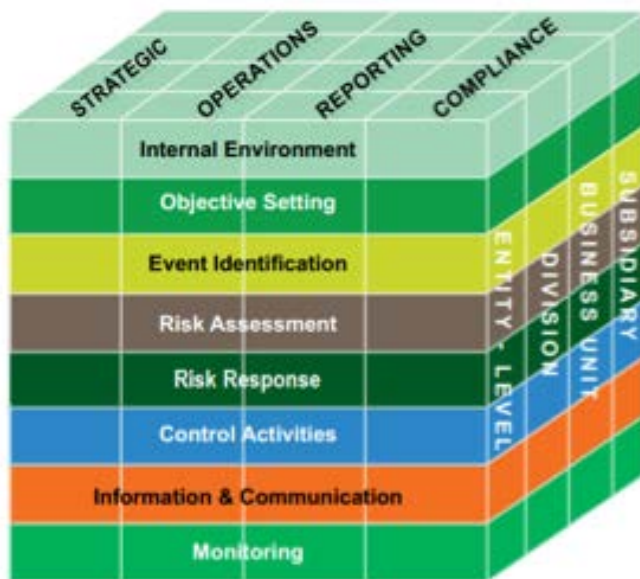 STRATEGIC
OPERATIONS
REPORTING
COMPLIANCE
Internal Environment
Objective Setting
Event Identification
Risk Assessment
Risk Response
Control Activities
Information & Communication
Monitoring
ENTITY - LEVEL
DIVISION
BUSINESS UNIT
SUBSIDIARY